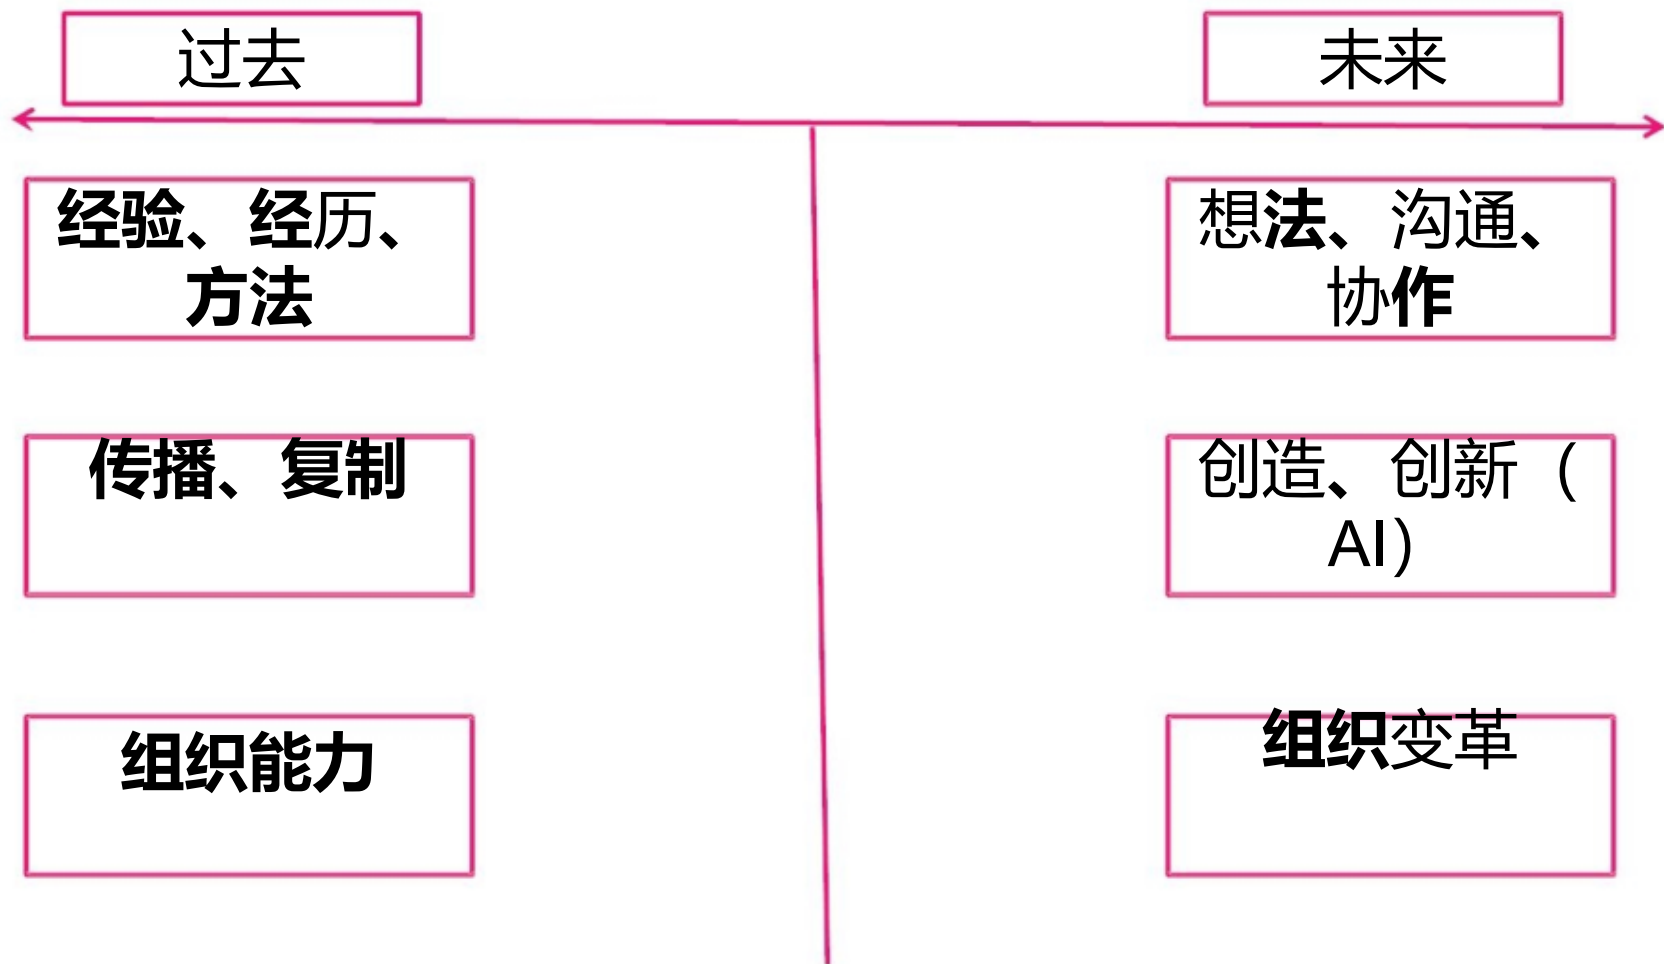 过去
未来
经验、经历、
方法
想法、沟通、
协作
传播、复制
创造、创新（
AI）
组织能力
组织变革